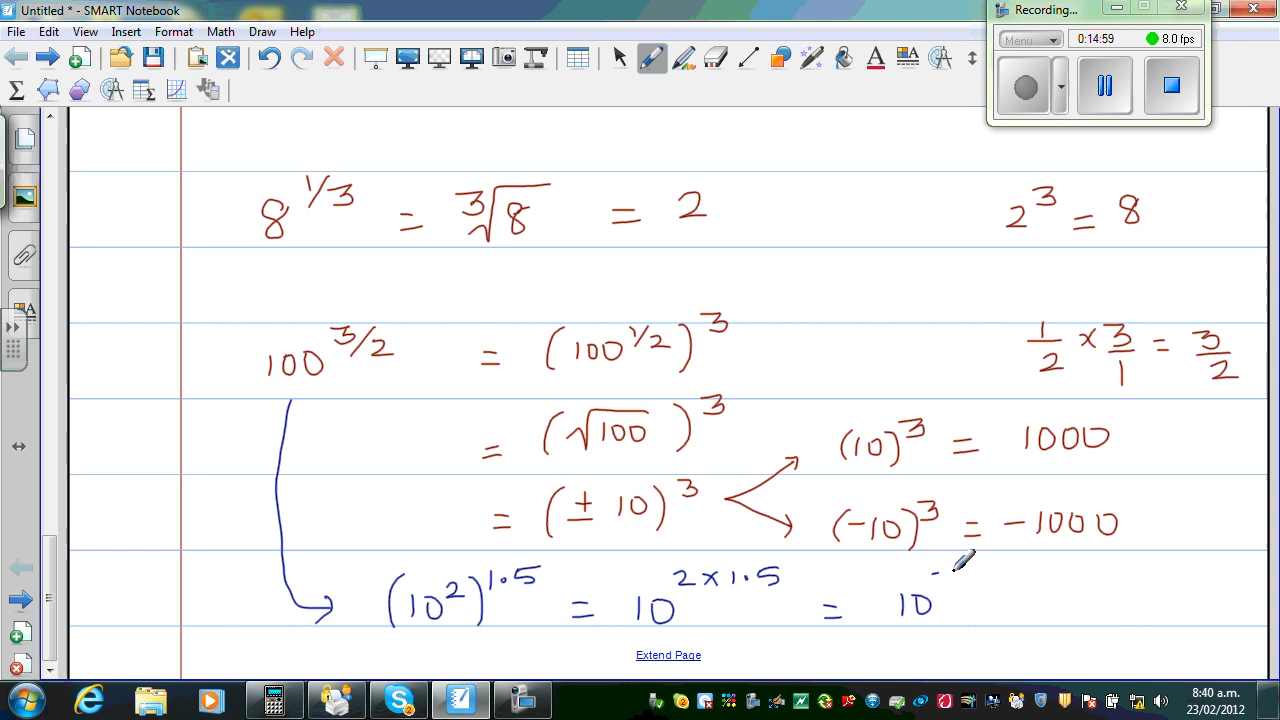 Untitled * - SMART Notebook
Recording...
File Edit View Insert Format Math Draw Help
Menu 0:14:59 8.0 fps
8^1/3 = ∛8 = 2 2^3 = 8
100^3/2 = (100^1/2)^3 1/2 × 3/1 = 3/2
= (√100)^3 (10)^3 = 1000
= (± 10)^3 (-10)^3 = -1000
(10^2)^1.5 = 10^2×1.5 = 10
Extend Page
8:40 a.m.
23/02/2012